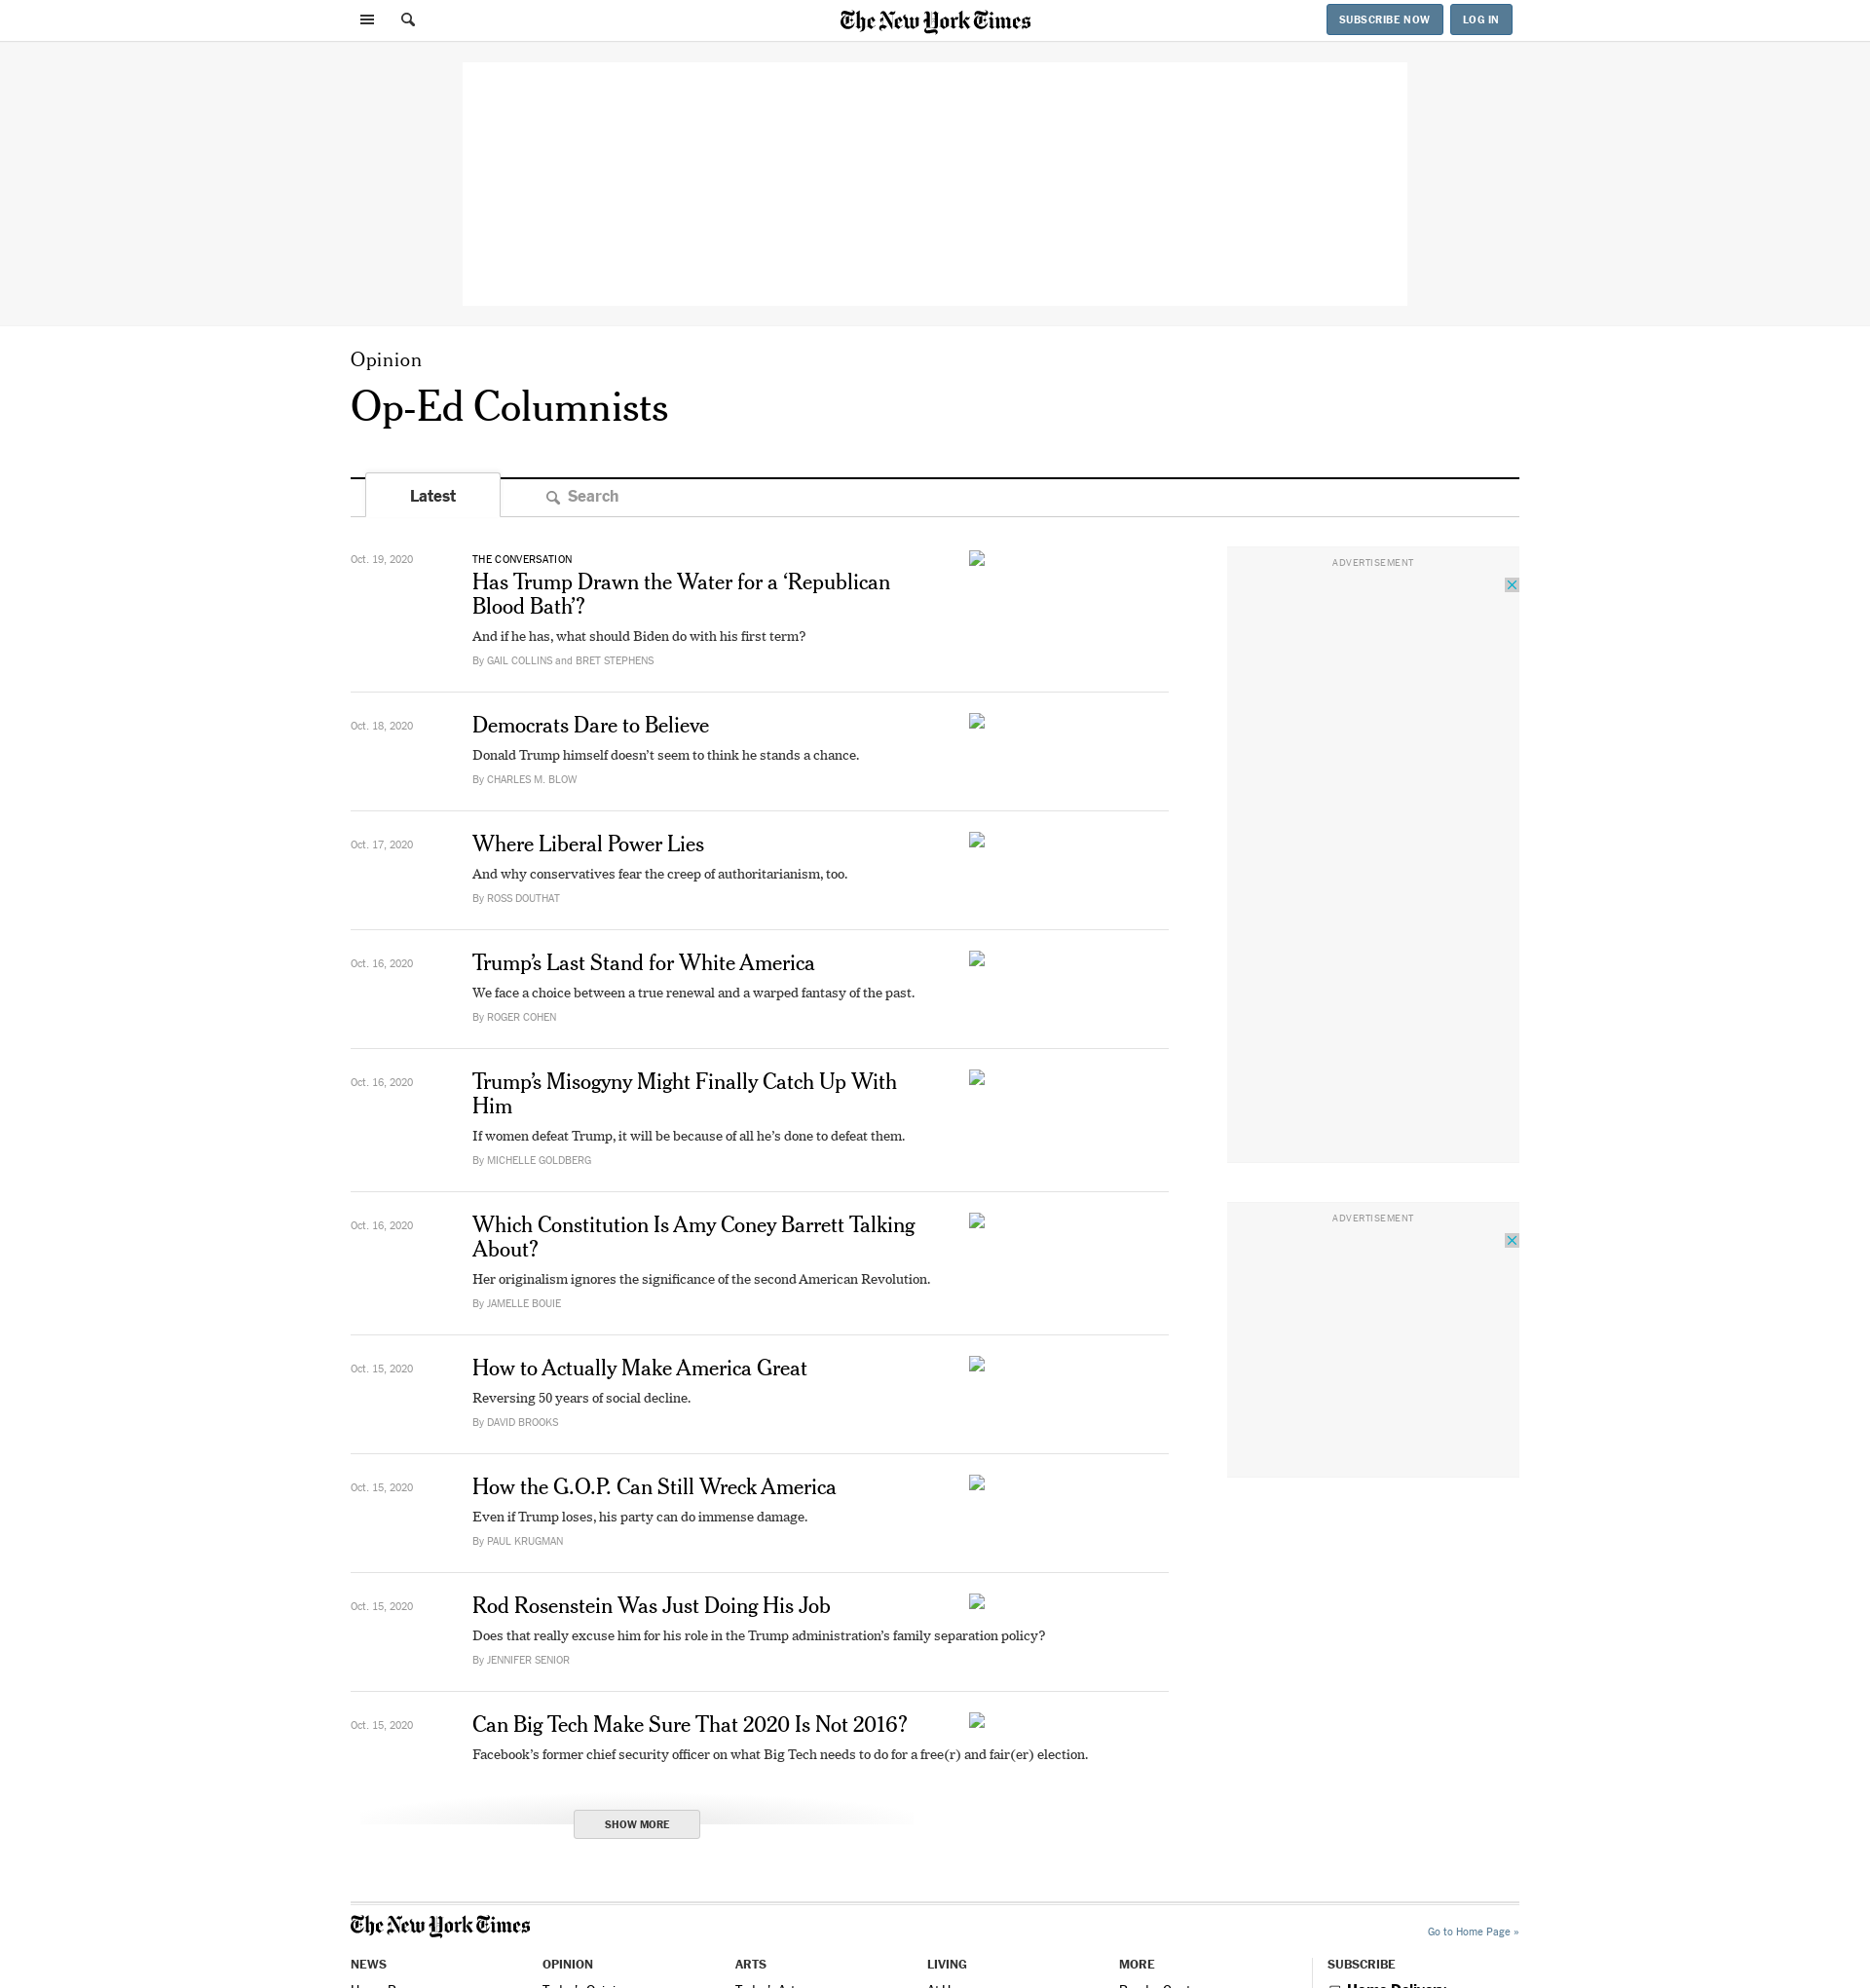 The New York Times
SUBSCRIBE NOW
LOG IN
Opinion
Op-Ed Columnists
Latest
Search
Oct. 19, 2020
THE CONVERSATION
Has Trump Drawn the Water for a ‘Republican
Blood Bath’?
And if he has, what should Biden do with his first term?
By GAIL COLLINS and BRET STEPHENS
ADVERTISEMENT
Oct. 18, 2020
Democrats Dare to Believe
Donald Trump himself doesn’t seem to think he stands a chance.
By CHARLES M. BLOW
Oct. 17, 2020
Where Liberal Power Lies
And why conservatives fear the creep of authoritarianism, too.
By ROSS DOUTHAT
Oct. 16, 2020
Trump’s Last Stand for White America
We face a choice between a true renewal and a warped fantasy of the past.
By ROGER COHEN
Oct. 16, 2020
Trump’s Misogyny Might Finally Catch Up With
Him
If women defeat Trump, it will be because of all he’s done to defeat them.
By MICHELLE GOLDBERG
Oct. 16, 2020
Which Constitution Is Amy Coney Barrett Talking
About?
Her originalism ignores the significance of the second American Revolution.
By JAMELLE BOUIE
ADVERTISEMENT
Oct. 15, 2020
How to Actually Make America Great
Reversing 50 years of social decline.
By DAVID BROOKS
Oct. 15, 2020
How the G.O.P. Can Still Wreck America
Even if Trump loses, his party can do immense damage.
By PAUL KRUGMAN
Oct. 15, 2020
Rod Rosenstein Was Just Doing His Job
Does that really excuse him for his role in the Trump administration’s family separation policy?
By JENNIFER SENIOR
Oct. 15, 2020
Can Big Tech Make Sure That 2020 Is Not 2016?
Facebook’s former chief security officer on what Big Tech needs to do for a free(r) and fair(er) election.
SHOW MORE
The New York Times
Go to Home Page »
NEWS
OPINION
ARTS
LIVING
MORE
SUBSCRIBE
Home Delivery